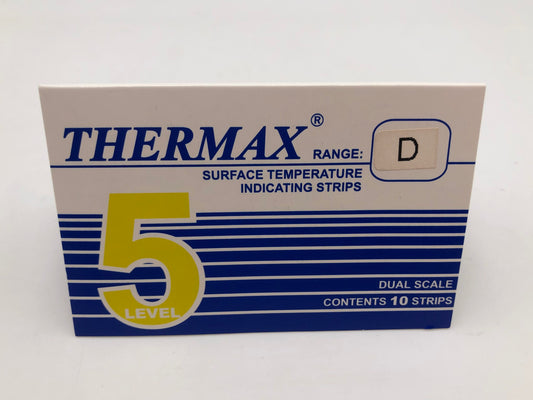 THERMAX®
RANGE: D
SURFACE TEMPERATURE
INDICATING STRIPS
5
LEVEL
DUAL SCALE
CONTENTS 10 STRIPS